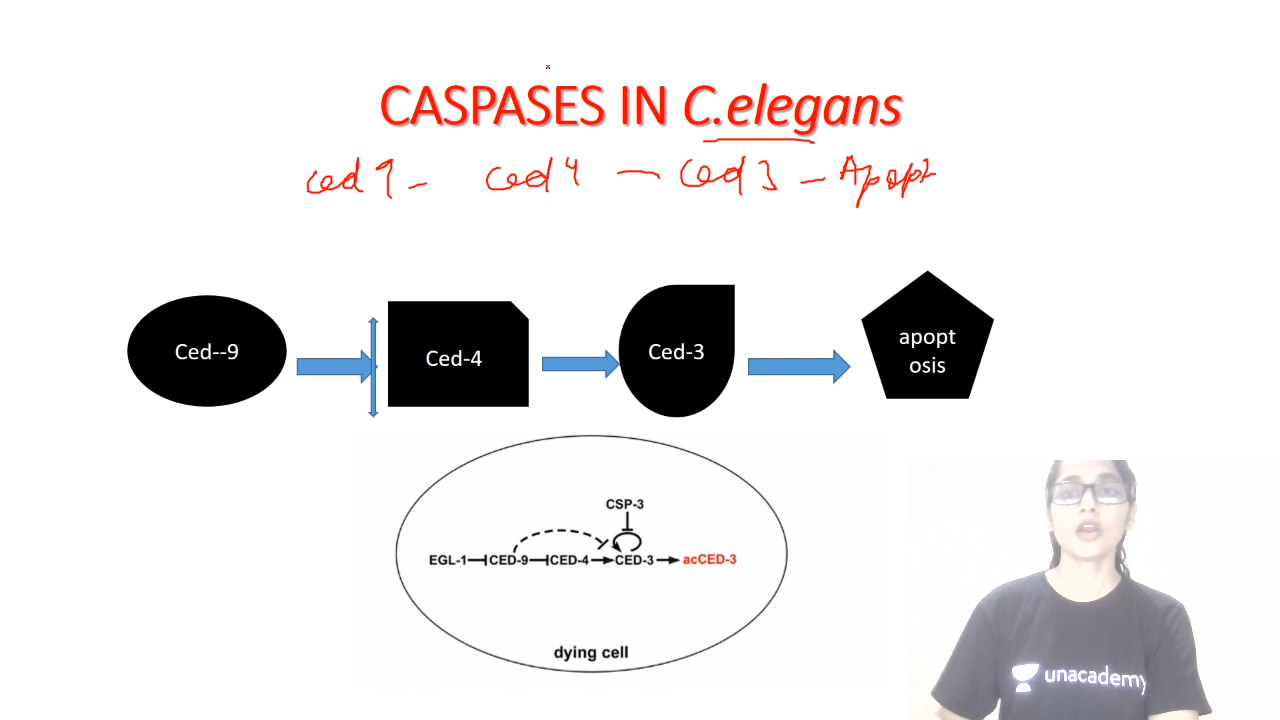 CASPASES IN C.elegans
ced 9 - ced 4 - ced 3 -
Ced--9
Ced-4
Ced-3
apopt
osis
CSP-3
EGL-1 CED-9 CED-4 CED-3 acCED-3
dying cell
unacademy